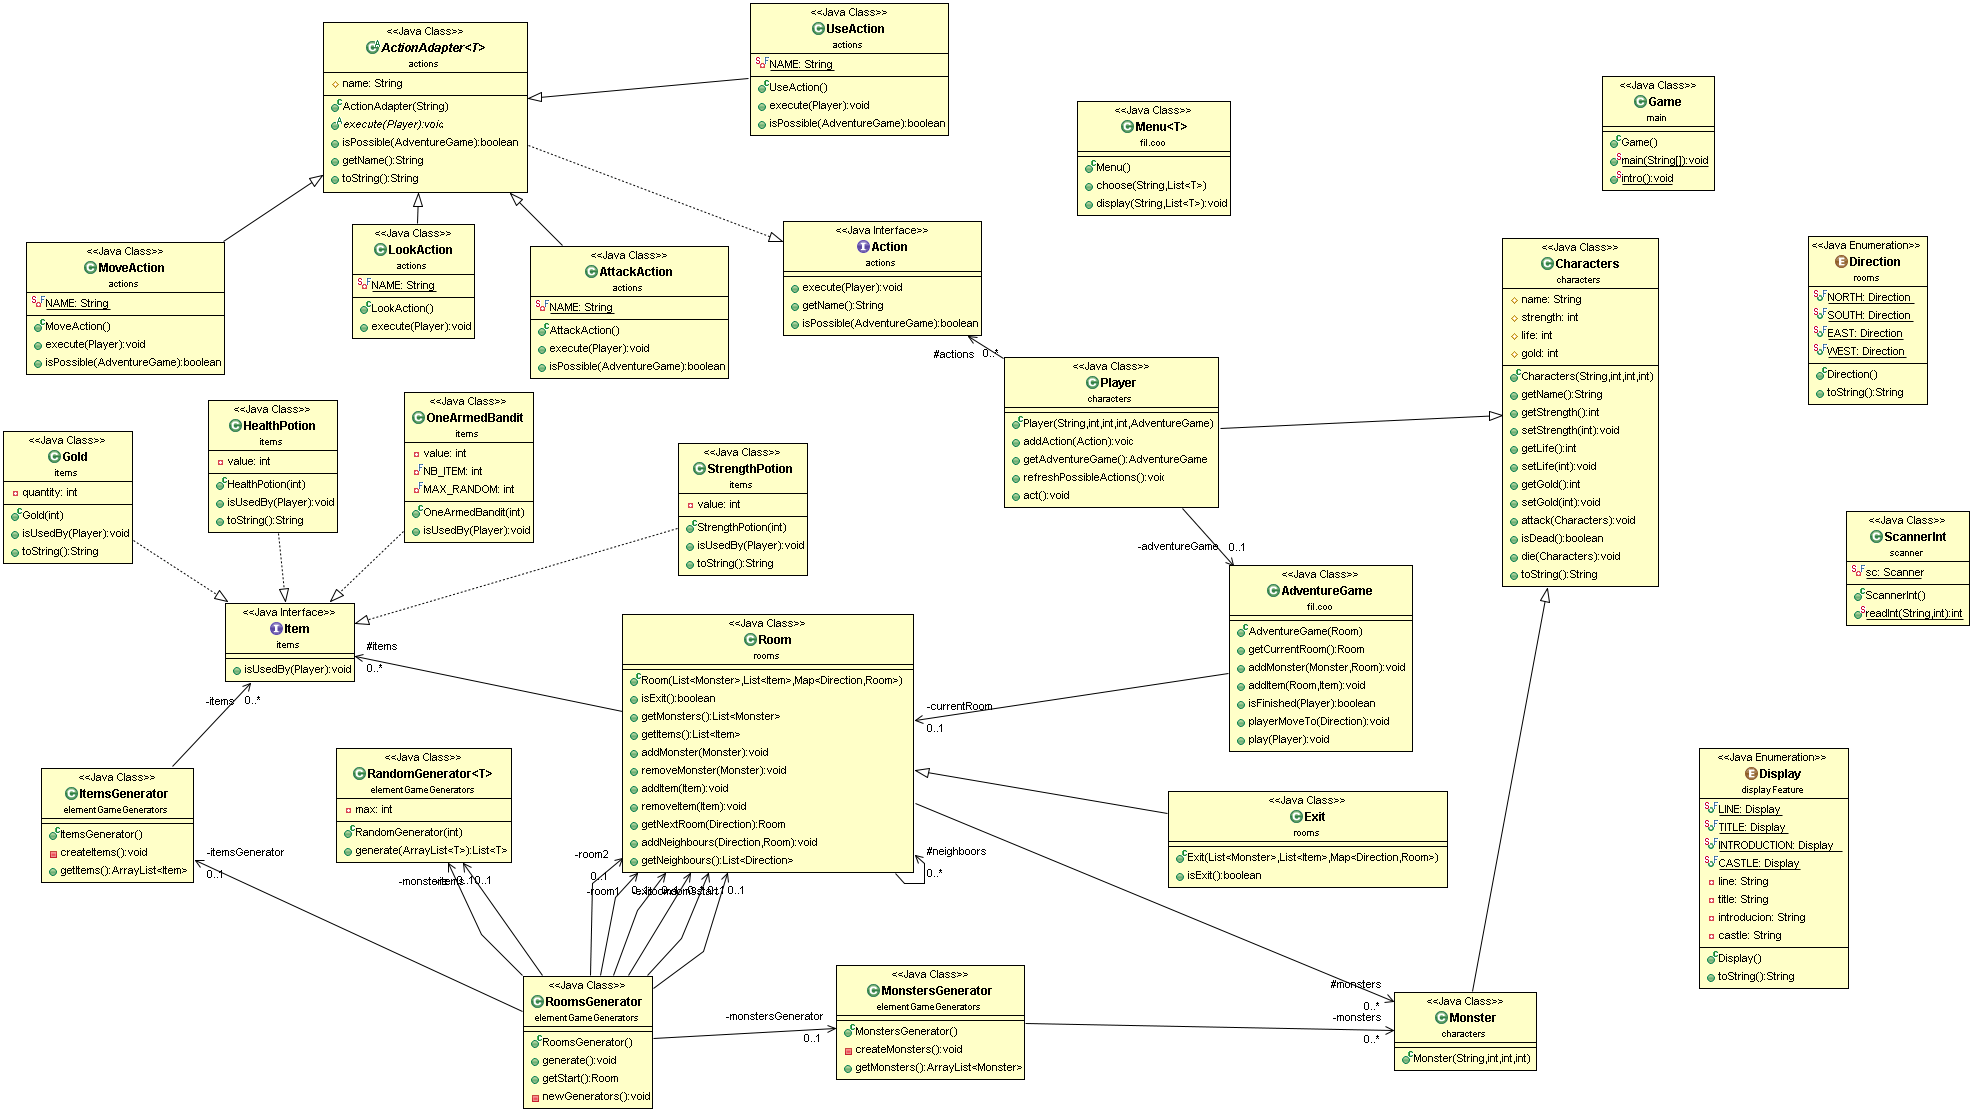 <<Java Class>>
ActionAdapter<T>
actions
name: String
ActionAdapter(String)
execute(Player):void
isPossible(AdventureGame):boolean
getName():String
toString():String
<<Java Class>>
UseAction
actions
NAME: String
UseAction()
execute(Player):void
isPossible(AdventureGame):boolean
<<Java Class>>
Menu<T>
fil.coo
Menu()
choose(String,List<T>)
display(String,List<T>):void
<<Java Class>>
Game
main
Game()
main(String[]):void
intro():void
<<Java Class>>
MoveAction
actions
NAME: String
MoveAction()
execute(Player):void
isPossible(AdventureGame):boolean
<<Java Class>>
LookAction
actions
NAME: String
LookAction()
execute(Player):void
<<Java Class>>
AttackAction
actions
NAME: String
AttackAction()
execute(Player):void
isPossible(AdventureGame):boolean
<<Java Interface>>
Action
actions
execute(Player):void
getName():String
isPossible(AdventureGame):boolean
#actions
0..*
<<Java Class>>
Player
characters
Player(String,int,int,int,AdventureGame)
addAction(Action):void
getAdventureGame():AdventureGame
refreshPossibleActions():void
act():void
<<Java Class>>
Characters
characters
name: String
strength: int
life: int
gold: int
Characters(String,int,int,int)
getName():String
getStrength():int
setStrength(int):void
getLife():int
setLife(int):void
getGold():int
setGold(int):void
attack(Characters):void
isDead():boolean
die(Characters):void
toString():String
<<Java Enumeration>>
Direction
rooms
NORTH: Direction
SOUTH: Direction
EAST: Direction
WEST: Direction
Direction()
toString():String
<<Java Class>>
Gold
items
quantity: int
Gold(int)
isUsedBy(Player):void
toString():String
<<Java Class>>
HealthPotion
items
value: int
HealthPotion(int)
isUsedBy(Player):void
toString():String
<<Java Class>>
OneArmedBandit
items
value: int
NB_ITEM: int
MAX_RANDOM: int
OneArmedBandit(int)
isUsedBy(Player):void
<<Java Class>>
StrengthPotion
items
value: int
StrengthPotion(int)
isUsedBy(Player):void
toString():String
-adventureGame
0..1
<<Java Class>>
ScannerInt
scanner
sc: Scanner
ScannerInt()
readInt(String,int):int
<<Java Interface>>
Item
items
isUsedBy(Player):void
#items
0..*
-items
0..*
<<Java Class>>
Room
rooms
Room(List<Monster>,List<Item>,Map<Direction,Room>)
isExit():boolean
getMonsters():List<Monster>
getItems():List<Item>
addMonster(Monster):void
removeMonster(Monster):void
addItem(Item):void
removeItem(Item):void
getNextRoom(Direction):Room
addNeighbours(Direction,Room):void
getNeighbours():List<Direction>
<<Java Class>>
AdventureGame
fil.coo
AdventureGame(Room)
getCurrentRoom():Room
addMonster(Monster,Room):void
addItem(Room,Item):void
isFinished(Player):boolean
playerMoveTo(Direction):void
play(Player):void
-currentRoom
0..1
<<Java Class>>
ItemsGenerator
elementGameGenerators
ItemsGenerator()
createItems():void
getItems():ArrayList<Item>
<<Java Class>>
RandomGenerator<T>
elementGameGenerators
max: int
RandomGenerator(int)
generate(ArrayList<T>):List<T>
<<Java Class>>
Exit
rooms
Exit(List<Monster>,List<Item>,Map<Direction,Room>)
isExit():boolean
<<Java Enumeration>>
Display
displayFeature
LINE: Display
TITLE: Display
INTRODUCTION: Display
CASTLE: Display
line: String
title: String
introducion: String
castle: String
Display()
toString():String
-itemsGenerator
0..1
-room2
0..1
-room1
0..1
#neighboors
0..*
<<Java Class>>
RoomsGenerator
elementGameGenerators
RoomsGenerator()
generate():void
getStart():Room
newGenerators():void
-monstersGenerator
0..1
<<Java Class>>
MonstersGenerator
elementGameGenerators
MonstersGenerator()
createMonsters():void
getMonsters():ArrayList<Monster>
#monsters
0..*
-monsters
0..*
<<Java Class>>
Monster
characters
Monster(String,int,int,int)